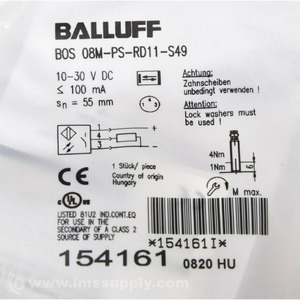 BALLUFF
BOS 08M-PS-RD11-S49
10-30 V DC
≤ 100 mA
sn = 55 mm
Achtung:
Zahnscheiben
unbedingt verwenden !
Attention:
Lock washers must
be used !
4Nm
1Nm
M max.
1 Stück/
piece
Country of origin
Hungary
CE
UL US
LISTED 81U2 IND.CONT.EQ
FOR USE IN THE
SECONDARY OF A CLASS 2
SOURCE OF SUPPLY
*154161I*
154161 0820 HU
© www.imssupply.com